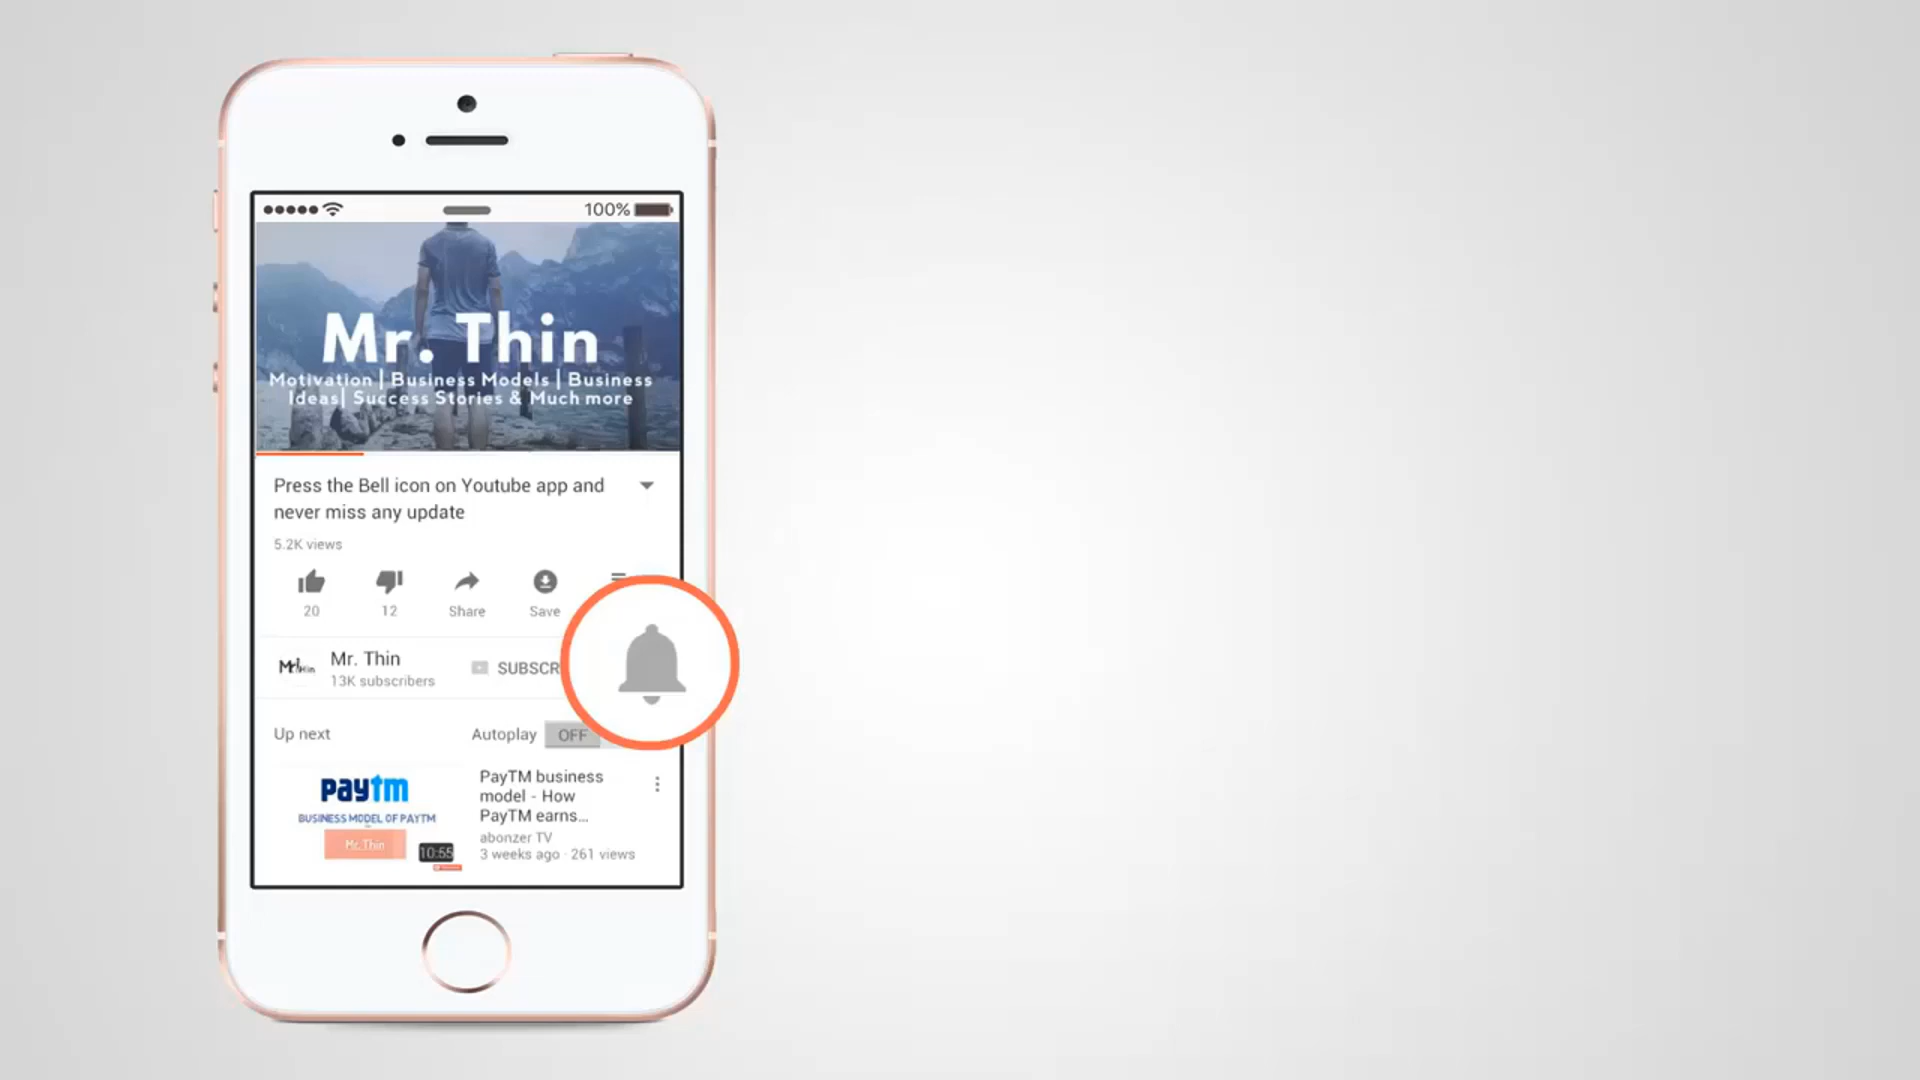 100%
Mr. Thin
Motivation | Business Models | Business
Ideas| Success Stories & Much more
Press the Bell icon on Youtube app and
never miss any update
5.2K views
20
12
Share
Save
Mr. Thin
13K subscribers
SUBSCR
Up next
Autoplay
OFF
paytm
BUSINESS MODEL OF PAYTM
Mr.Thin
10:55
PayTM business
model - How
PayTM earns...
abonzer TV
3 weeks ago · 261 views